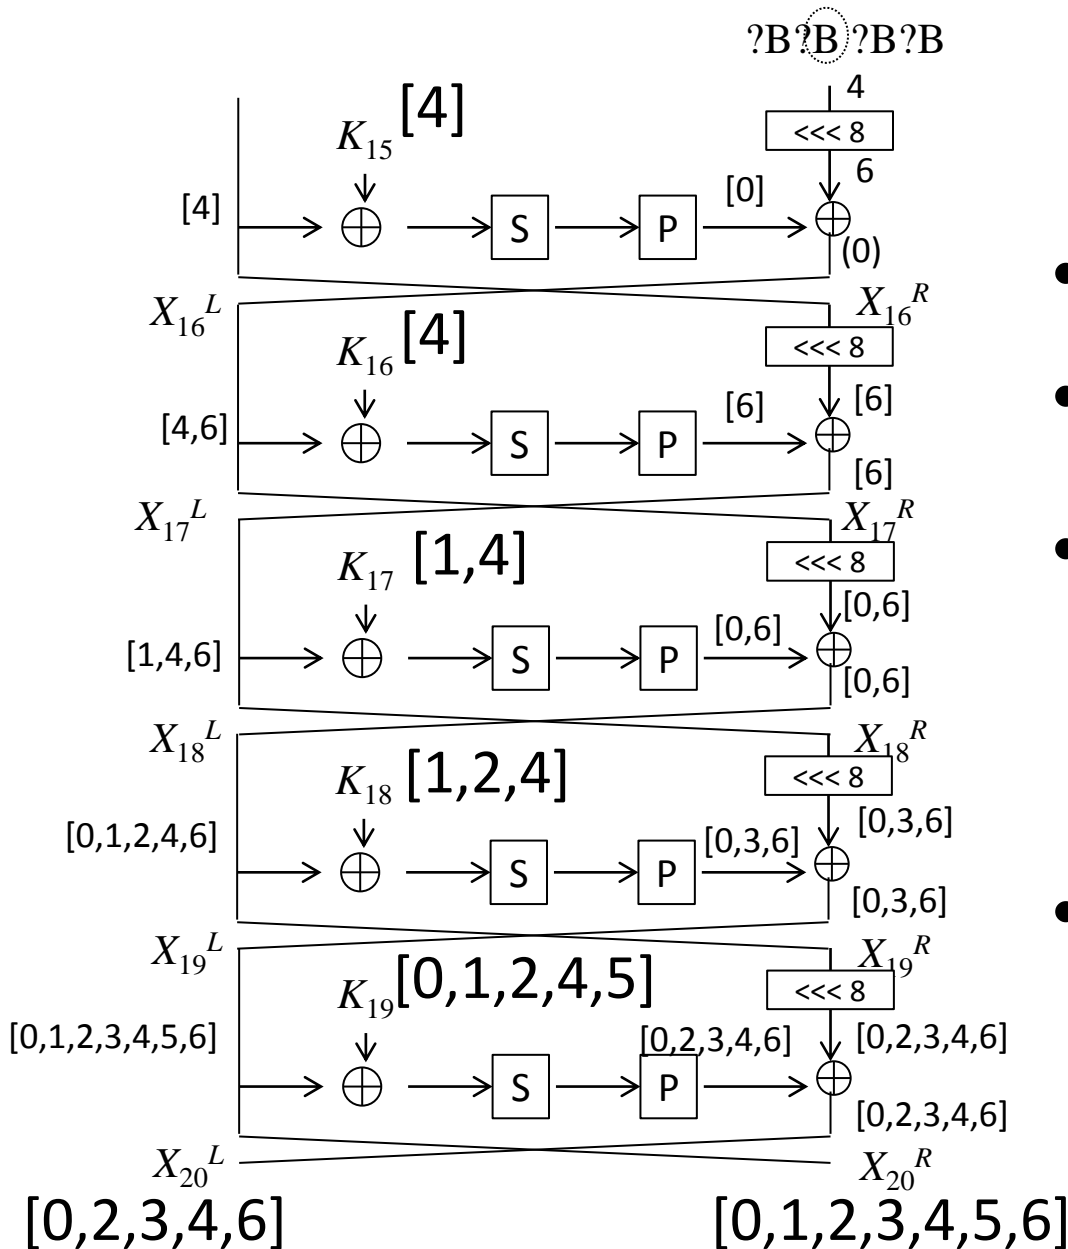 ?B?B ?B?B
4
<<< 8
6
K15 [4]
[4]
S
P
[0]
(0)
X16L
X16R
<<< 8
K16 [4]
[4,6]
S
P
[6]
[6]
[6]
X17L
X17R
<<< 8
K17 [1,4]
[1,4,6]
S
P
[0,6]
[0,6]
[0,6]
X18L
X18R
<<< 8
K18 [1,2,4]
[0,1,2,4,6]
S
P
[0,3,6]
[0,3,6]
[0,3,6]
X19L
X19R
<<< 8
K19 [0,1,2,4,5]
[0,1,2,3,4,5,6]
S
P
[0,2,3,4,6]
[0,2,3,4,6]
[0,2,3,4,6]
X20L
X20R
[0,2,3,4,6]
[0,1,2,3,4,5,6]